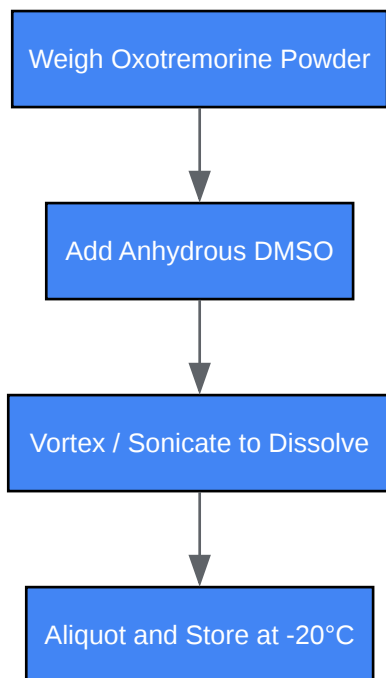 Weigh Oxotremorine Powder
Add Anhydrous DMSO
Vortex / Sonicate to Dissolve
Aliquot and Store at -20°C